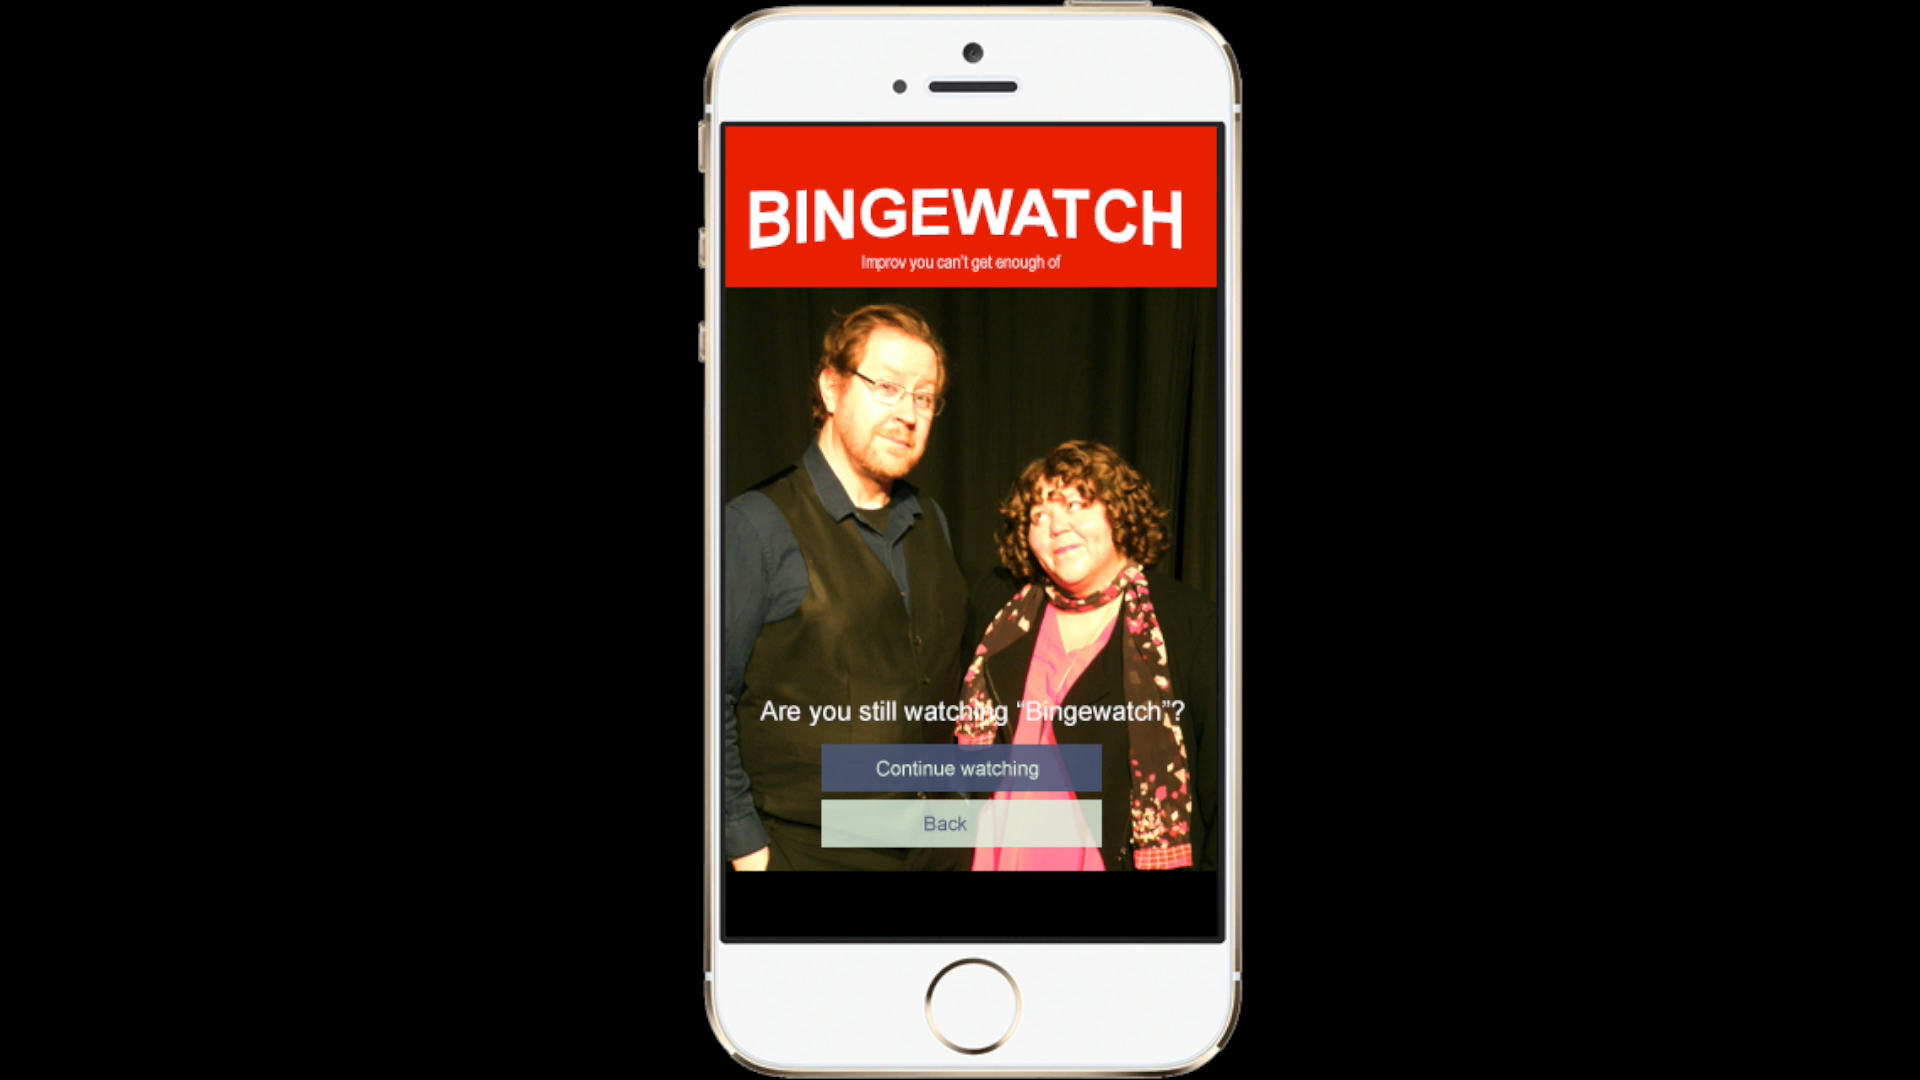 BINGEWATCH
Improv you can't get enough of
Are you still watching “Bingewatch”?
Continue watching
Back